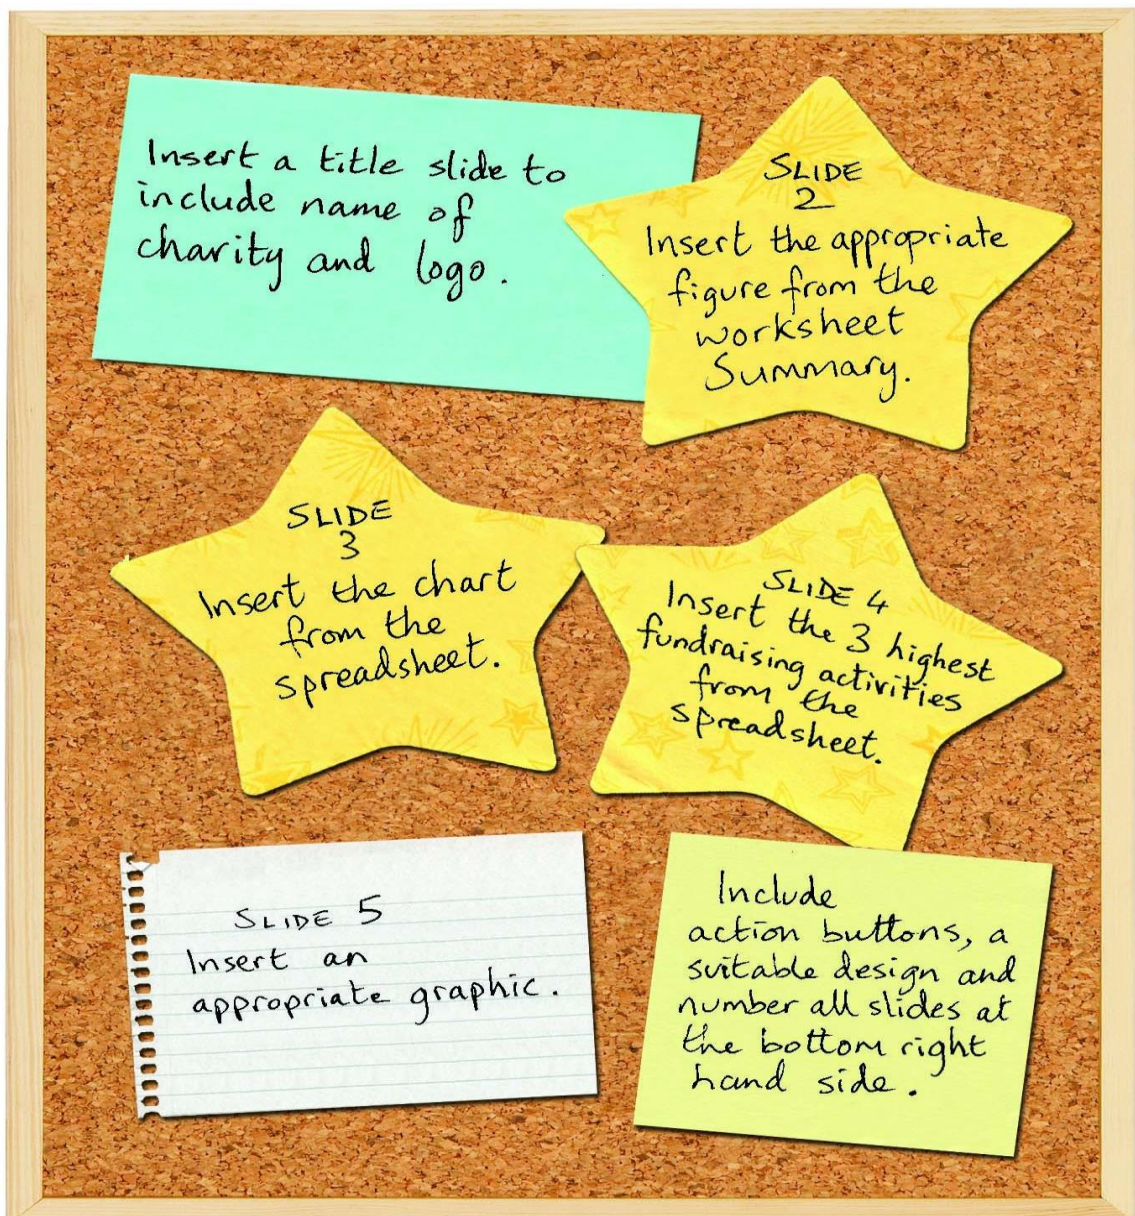 Insert a title slide to
include name of
charity and logo.
SLIDE
2
Insert the appropriate
figure from the
worksheet
Summary.
SLIDE
3
Insert the chart
from the
spreadsheet.
SLIDE 4
Insert the 3 highest
fundraising activities
from the
spreadsheet.
SLIDE 5
Insert an
appropriate graphic.
Include
action buttons, a
suitable design and
number all slides at
the bottom right
hand side.